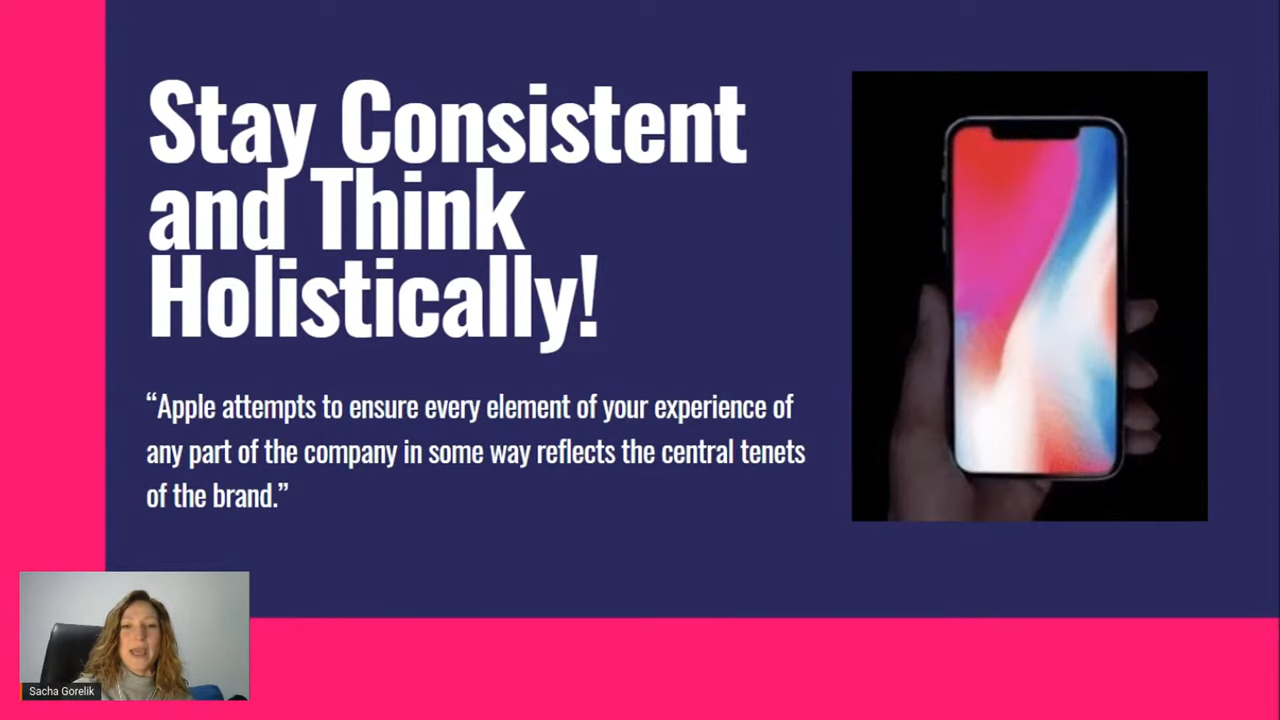 Stay Consistent
and Think
Holistically!
“Apple attempts to ensure every element of your experience of
any part of the company in some way reflects the central tenets
of the brand.”
Sacha Gorelik